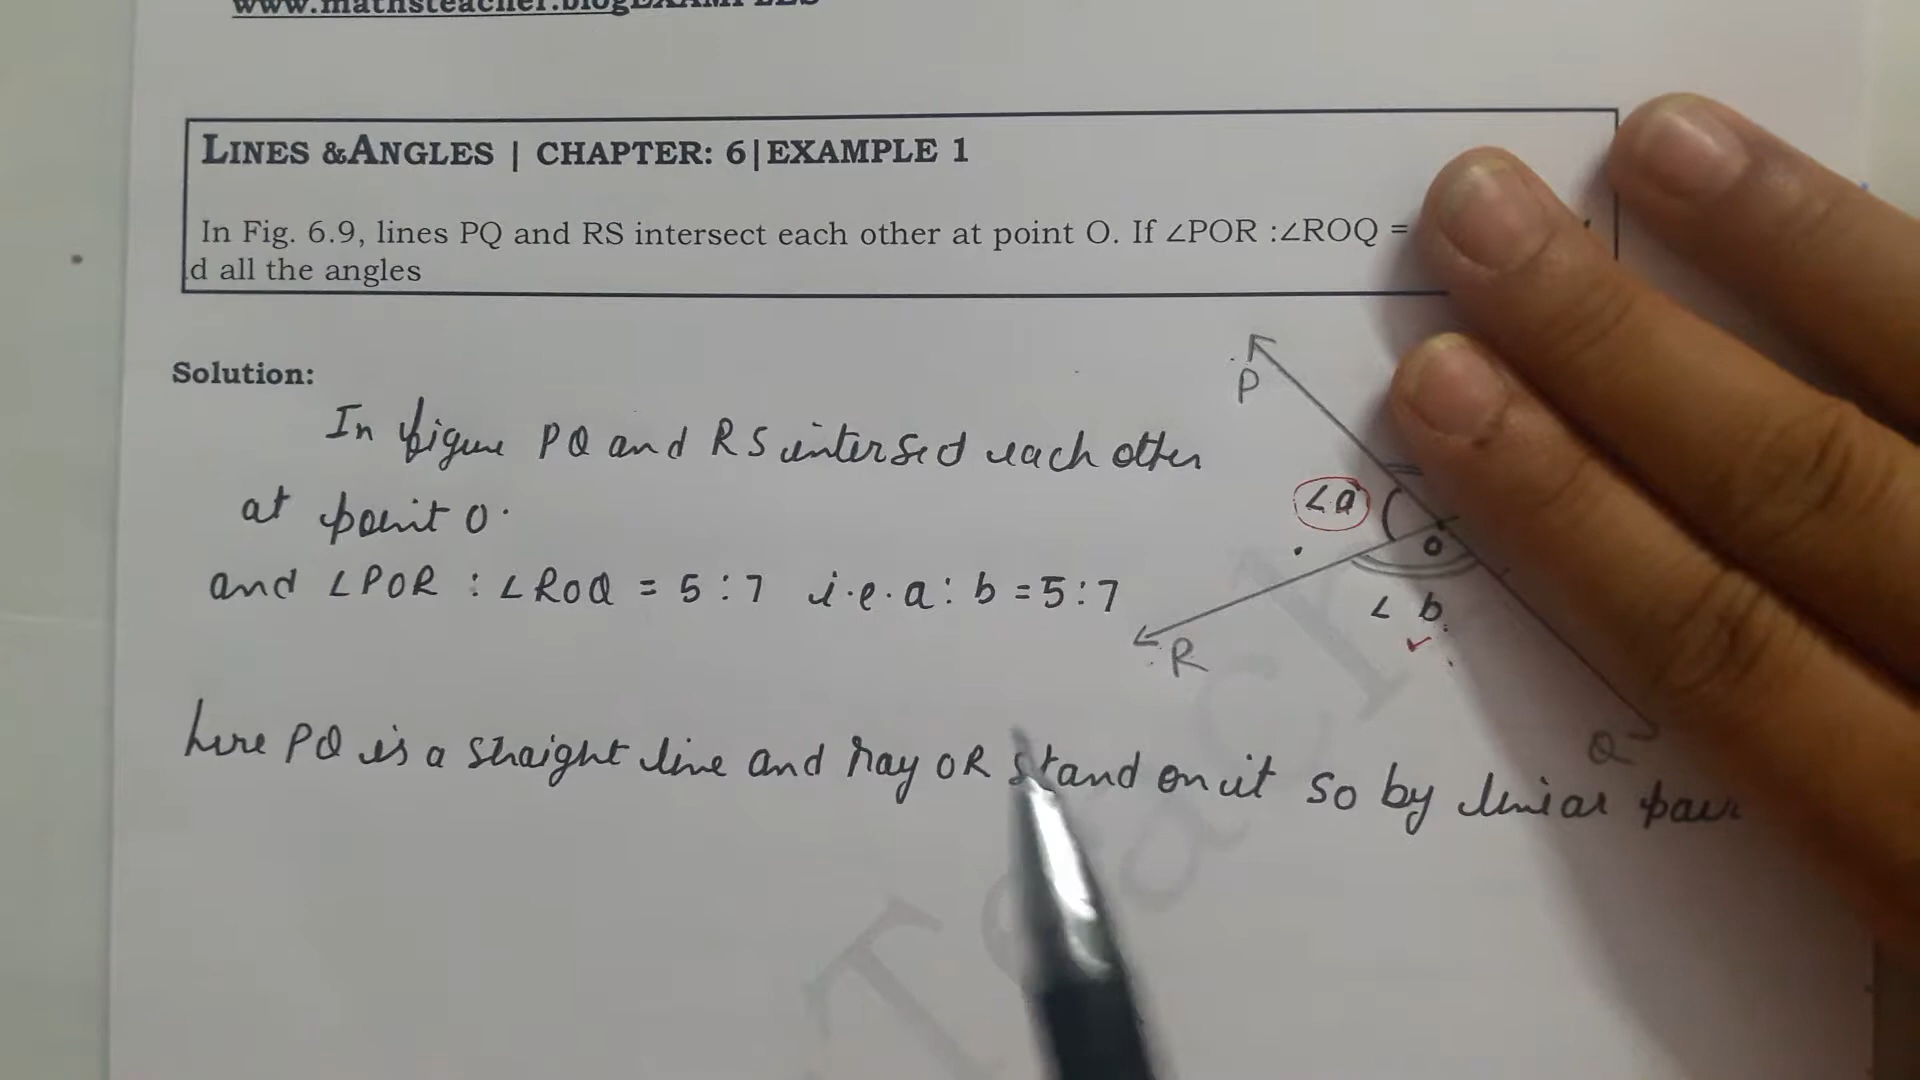 www.mathsteacher.blogEXAMPLES
LINES &ANGLES | CHAPTER: 6|EXAMPLE 1
In Fig. 6.9, lines PQ and RS intersect each other at point O. If ∠POR :∠ROQ =
d all the angles
Solution:
P
In figure PQ and RS intersect each other
∠a
at point O.
O
and ∠POR : ∠ROQ = 5 : 7 i.e. a : b = 5 : 7
∠ b
R
Q
here PQ is a straight line and ray OR stand on it so by linear pair
Teach